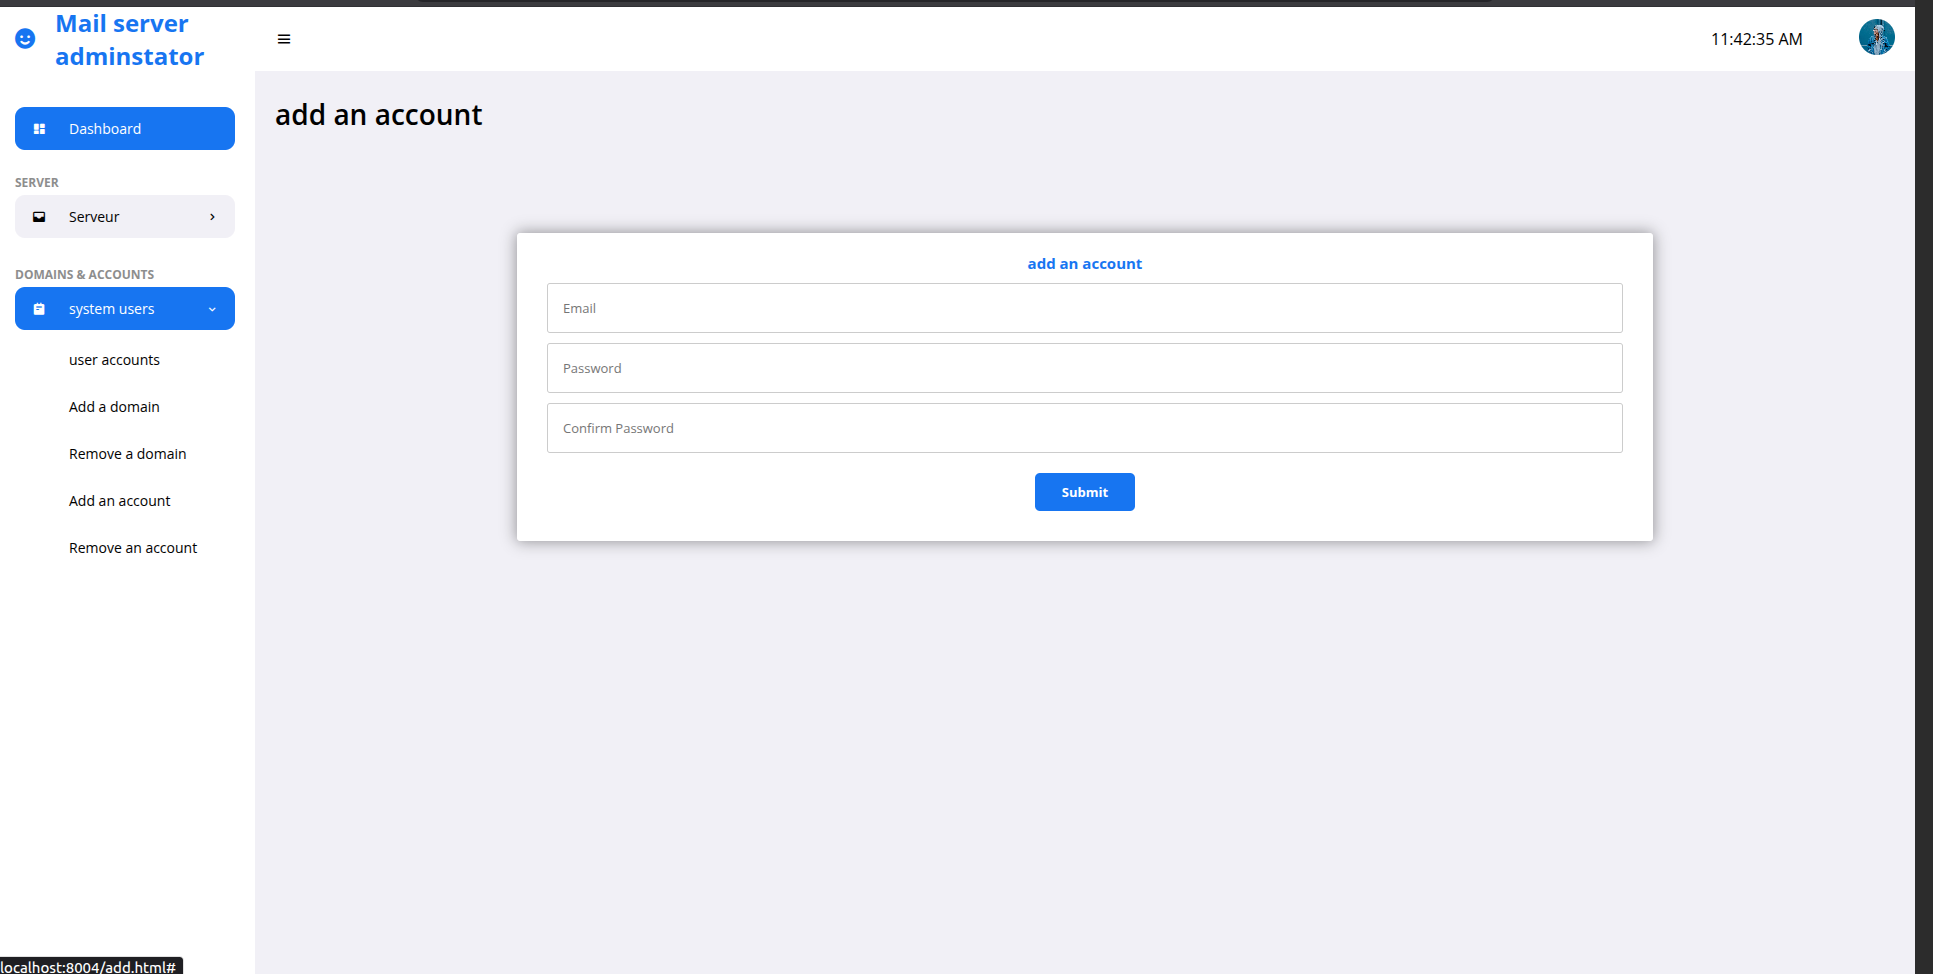 Mail server
adminstator
11:42:35 AM
Dashboard
SERVER
Serveur
DOMAINS & ACCOUNTS
system users
user accounts
Add a domain
Remove a domain
Add an account
Remove an account
add an account
add an account
Email
Password
Confirm Password
Submit
localhost:8004/add.html#